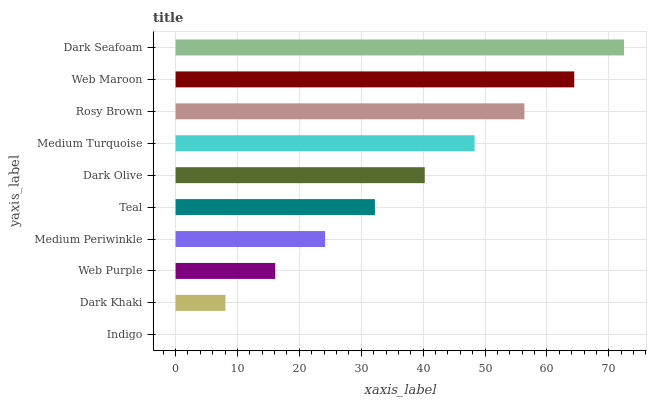 title
Dark Seafoam
Web Maroon
Rosy Brown
Medium Turquoise
Dark Olive
Teal
Medium Periwinkle
Web Purple
Dark Khaki
Indigo
yaxis_label
0 10 20 30 40 50 60 70
xaxis_label